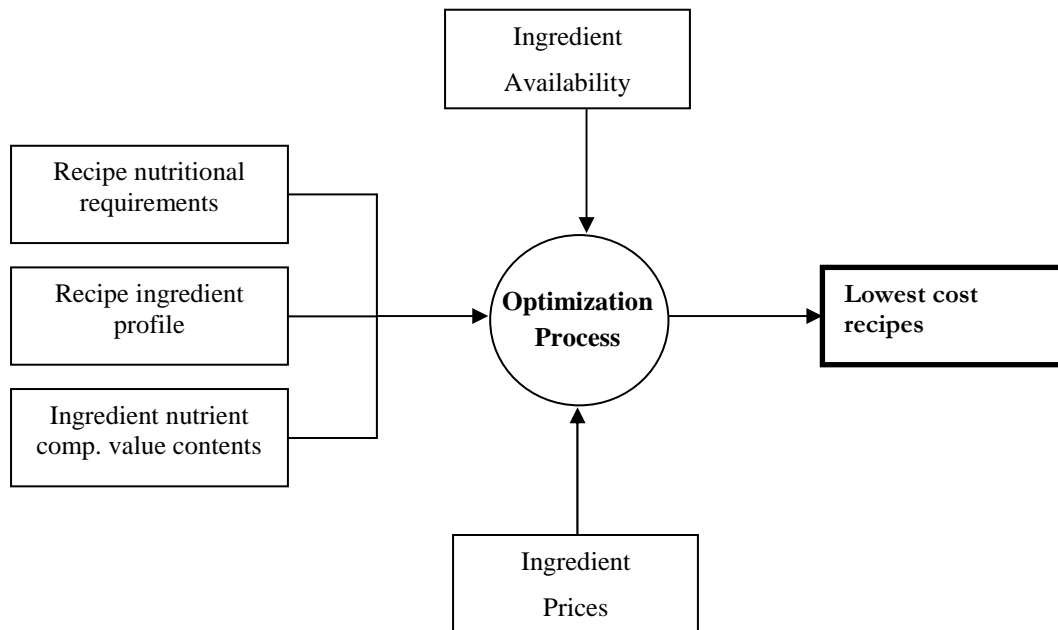 Ingredient
Availability
Recipe nutritional
requirements
Recipe ingredient
profile
Ingredient nutrient
comp. value contents
Optimization
Process
Lowest cost
recipes
Ingredient
Prices